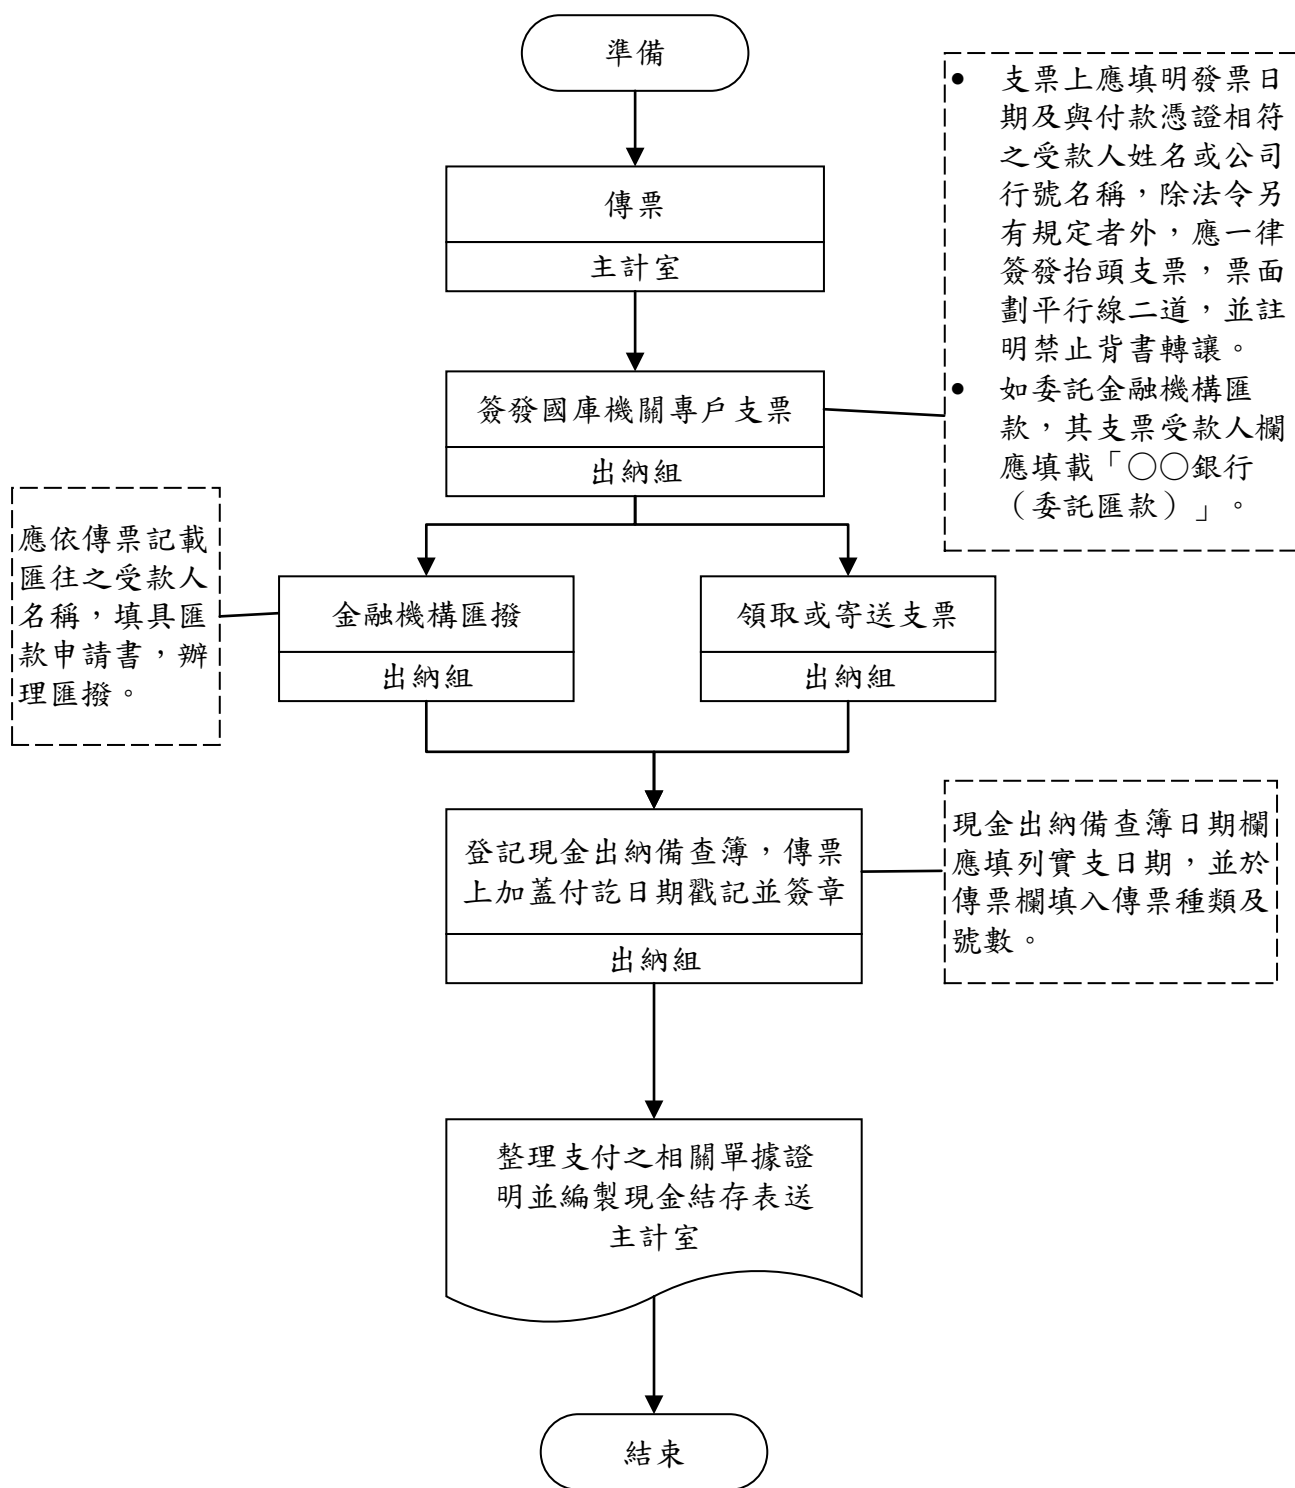 準備
● 支票上應填明發票日
期及與付款憑證相符
之受款人姓名或公司
行號名稱，除法令另
有規定者外，應一律
簽發抬頭支票，票面
劃平行線二道，並註
明禁止背書轉讓。
● 如委託金融機構匯
款，其支票受款人欄
應填載「○○銀行
（委託匯款）」。
傳票
主計室
簽發國庫機關專戶支票
出納組
應依傳票記載
匯往之受款人
名稱，填具匯
款申請書，辦
理匯撥。
金融機構匯撥
出納組
領取或寄送支票
出納組
登記現金出納備查簿，傳票
上加蓋付訖日期戳記並簽章
出納組
現金出納備查簿日期欄
應填列實支日期，並於
傳票欄填入傳票種類及
號數。
整理支付之相關單據證
明並編製現金結存表送
主計室
結束